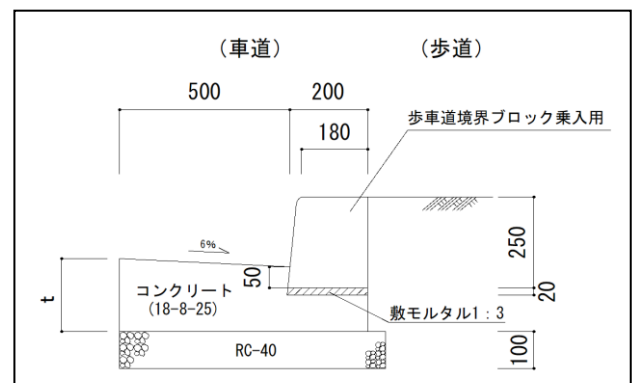 （車道）
（歩道）
500
200
180
歩車道境界ブロック乗入用
6%
50
250
20
t
コンクリート
(18-8-25)
敷モルタル1：3
RC-40
100